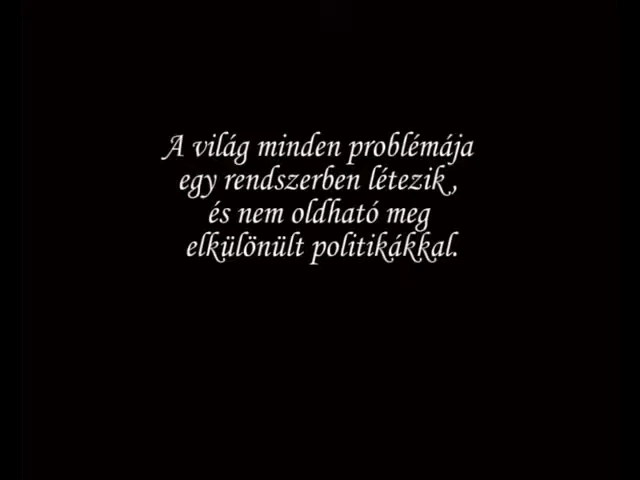 A világ minden problémája
egy rendszerben létezik ,
és nem oldható meg
elkülönült politikákkal.